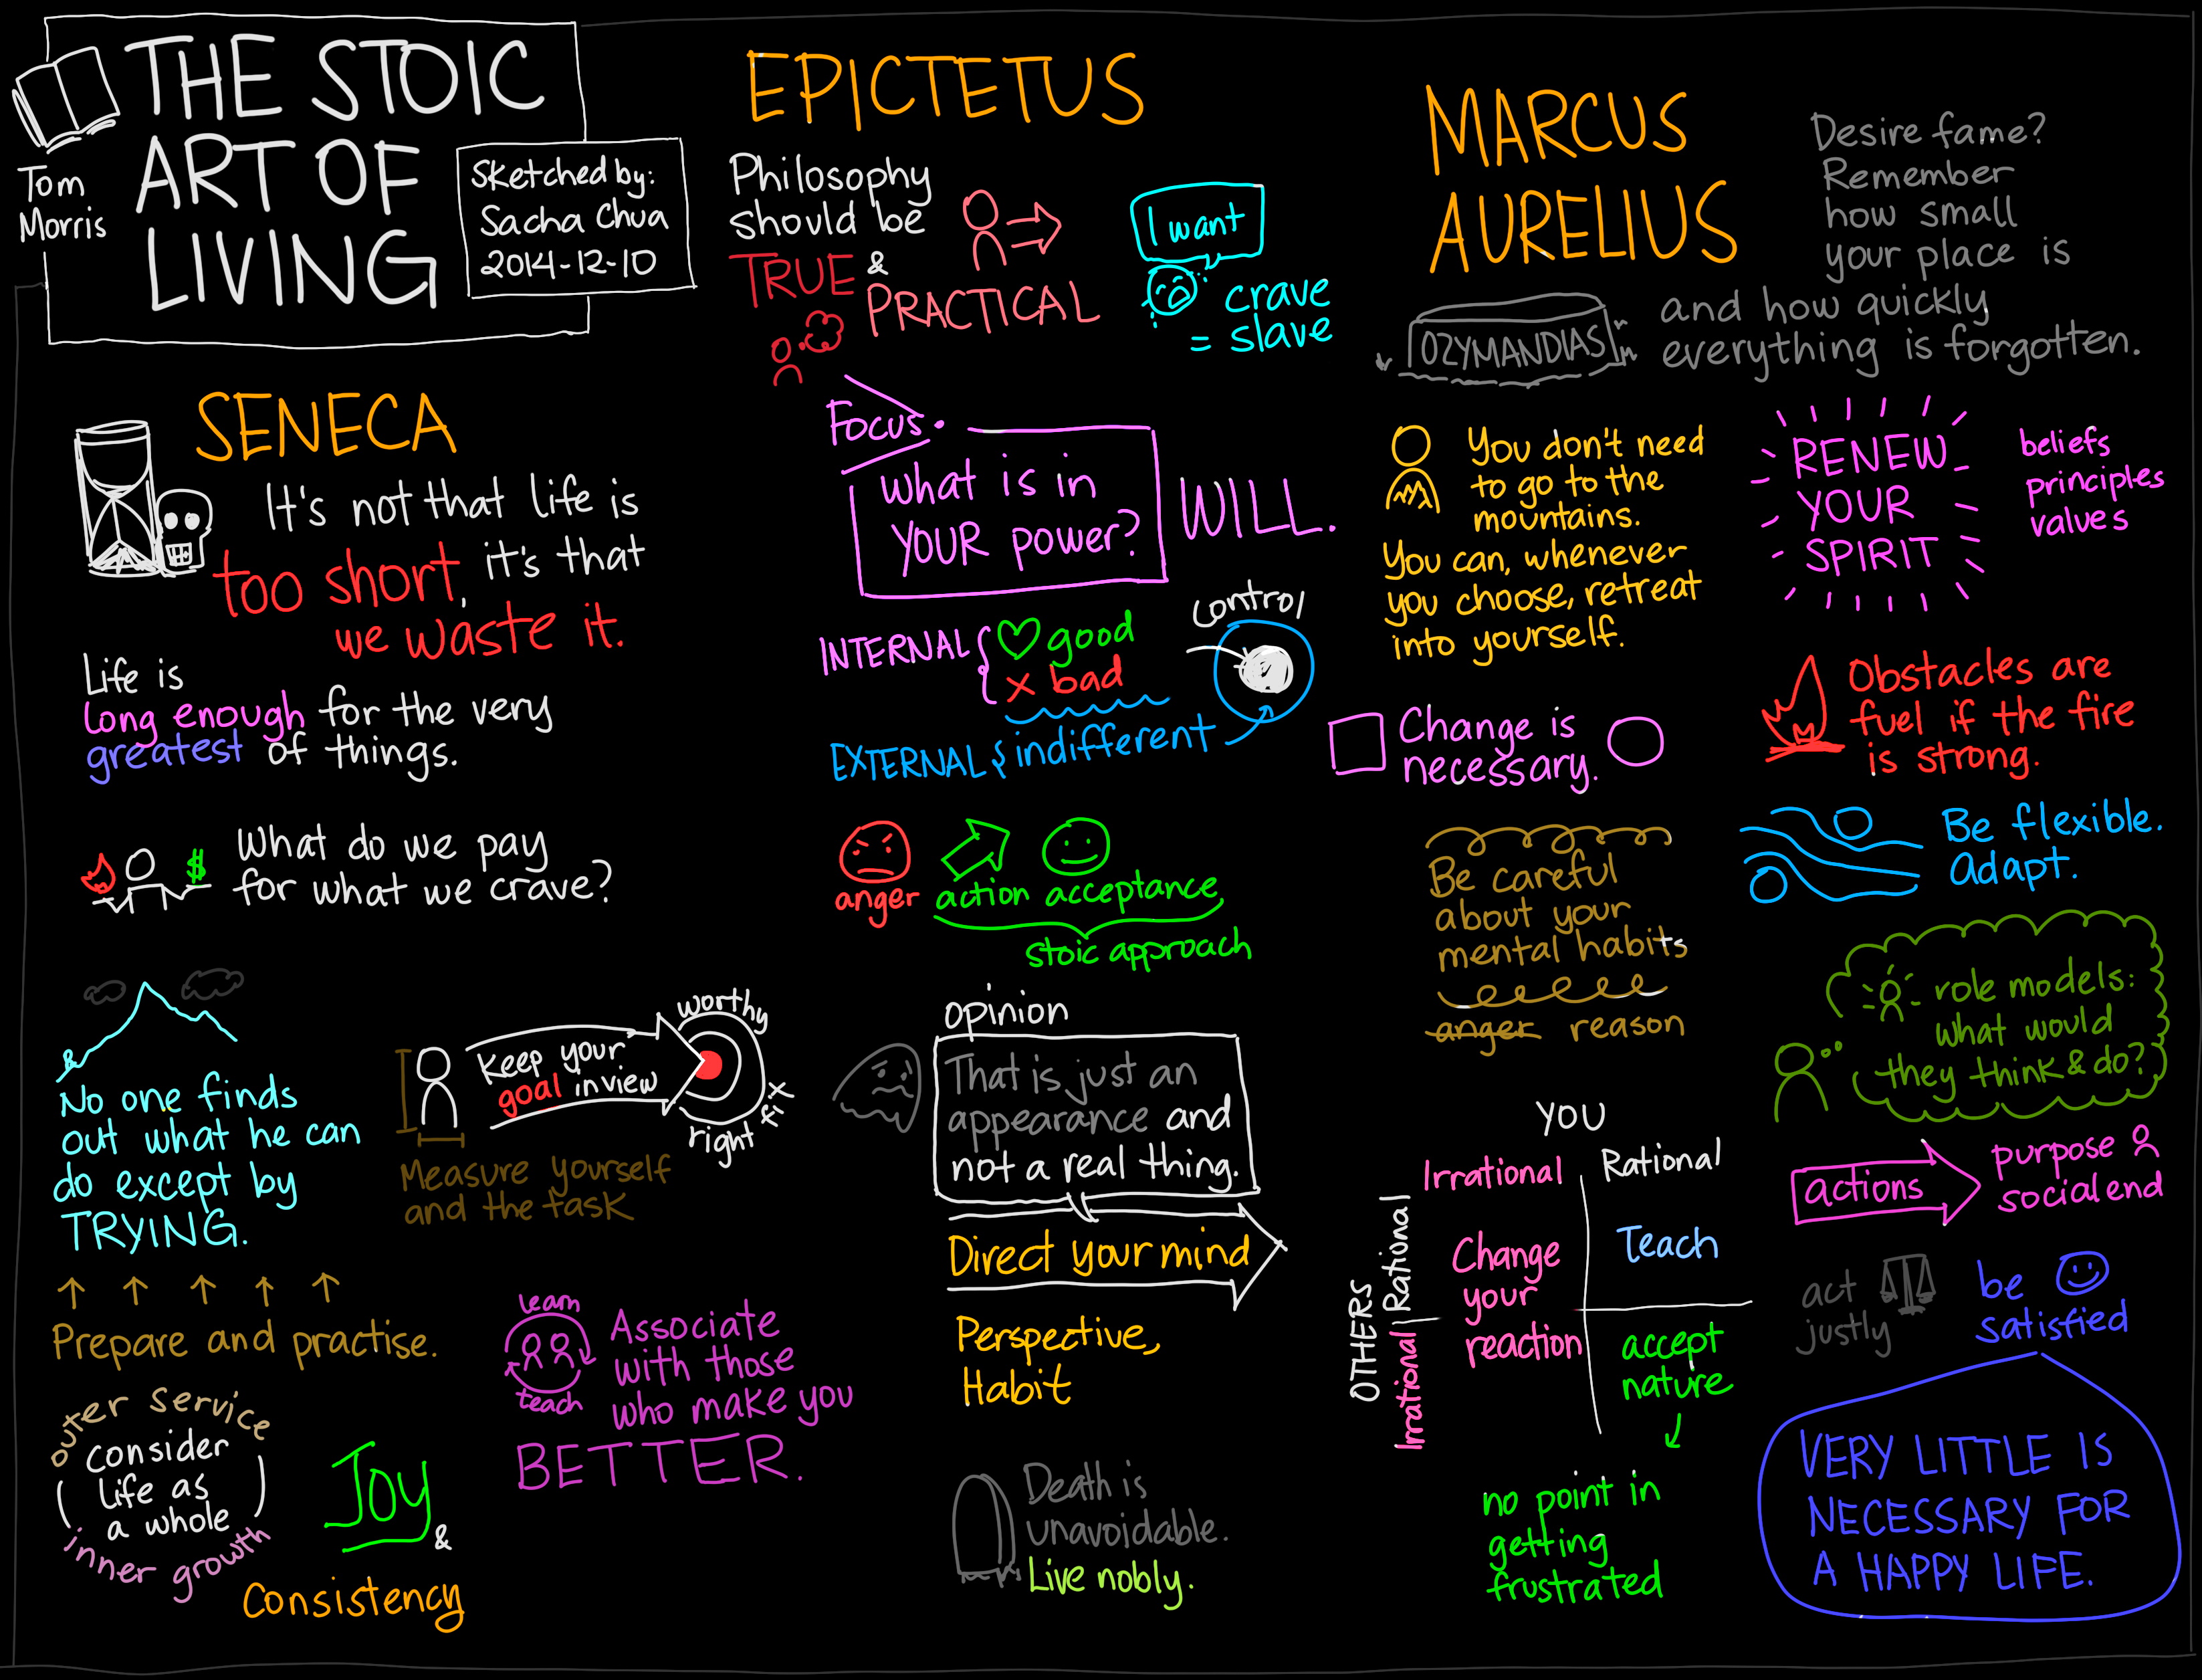 THE STOIC
ART OF
LIVING
Tom
Morris
Sketched by:
Sacha Chua
2014-12-10
SENECA
It's not that life is
too short, it's that
we waste it.
Life is
long enough for the very
greatest of things.
$ What do we pay
for what we crave?
No one finds
out what he can
do except by
TRYING.
Keep your
goal in view
worthy
fit
right
Measure yourself
and the task
Prepare and practise.
learn
teach
Associate
with those
who make you
BETTER.
outer service
consider
life as
a whole
inner growth
Joy
&
Consistency
EPICTETUS
Philosophy
should be
TRUE &
PRACTICAL
I want
crave
= slave
Focus.
What is in
YOUR power?
WILL.
INTERNAL
good
x bad
EXTERNAL
indifferent
control
anger
action acceptance
stoic approach
opinion
That is just an
appearance and
not a real thing.
Direct your mind
Perspective,
Habit
Death is
unavoidable.
Live nobly.
MARCUS
AURELIUS
Desire fame?
Remember
how small
your place is
and how quickly
everything is forgotten.
OZYMANDIAS
You don't need
to go to the
mountains.
You can, whenever
you choose, retreat
into yourself.
RENEW
YOUR
SPIRIT
beliefs
principles
values
Change is
necessary.
Obstacles are
fuel if the fire
is strong.
Be flexible.
Adapt.
Be careful
about your
mental habits
anger reason
role models:
what would
they think & do?
YOU
Irrational
Rational
OTHERS
Rational
Irrational
Change
your
reaction
Teach
accept
nature
no point in
getting
frustrated
actions
purpose
social end
act
justly
be
satisfied
VERY LITTLE IS
NECESSARY FOR
A HAPPY LIFE.